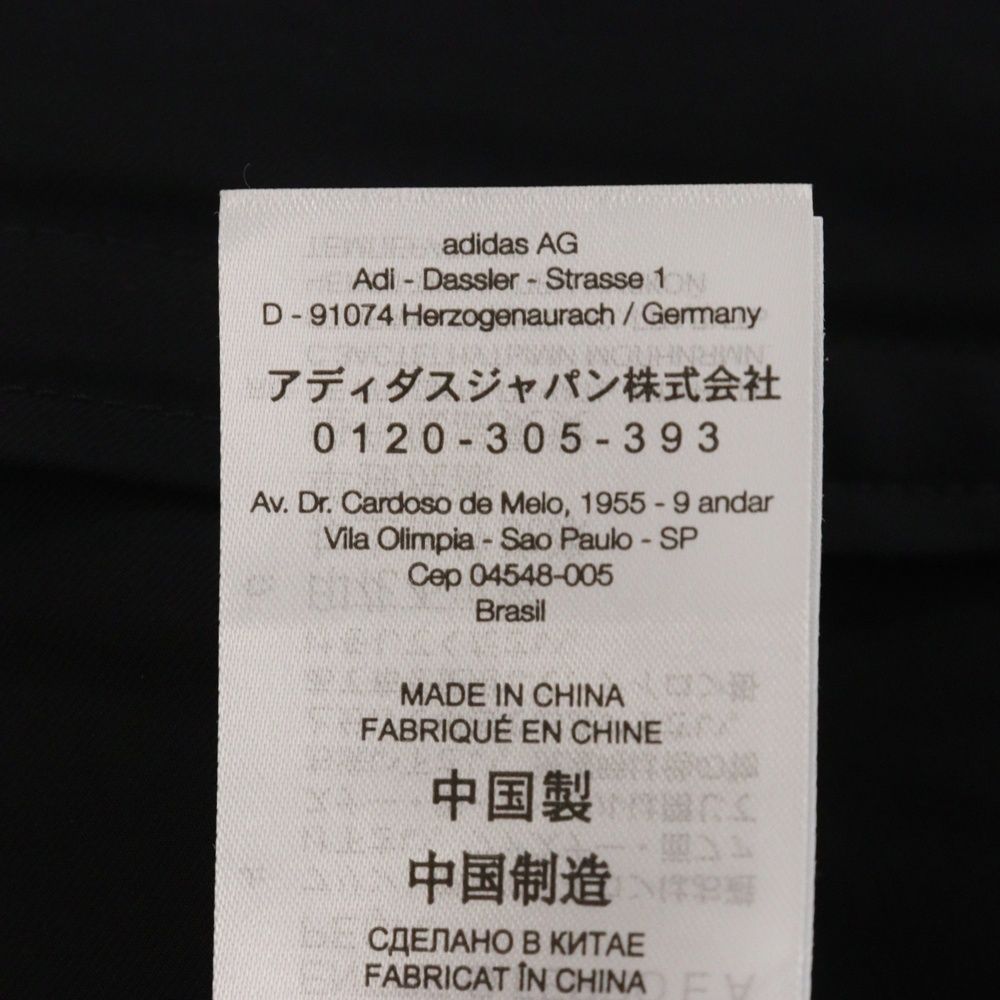 adidas AG
Adi - Dassler - Strasse 1
D - 91074 Herzogenaurach / Germany
アディダスジャパン株式会社
0120-305-393
Av. Dr. Cardoso de Melo, 1955 - 9 andar
Vila Olimpia - Sao Paulo - SP
Cep 04548-005
Brasil
MADE IN CHINA
FABRIQUÉ EN CHINE
中国製
中国制造
СДЕЛАНО В КИТАЕ
FABRICAT ÎN CHINA